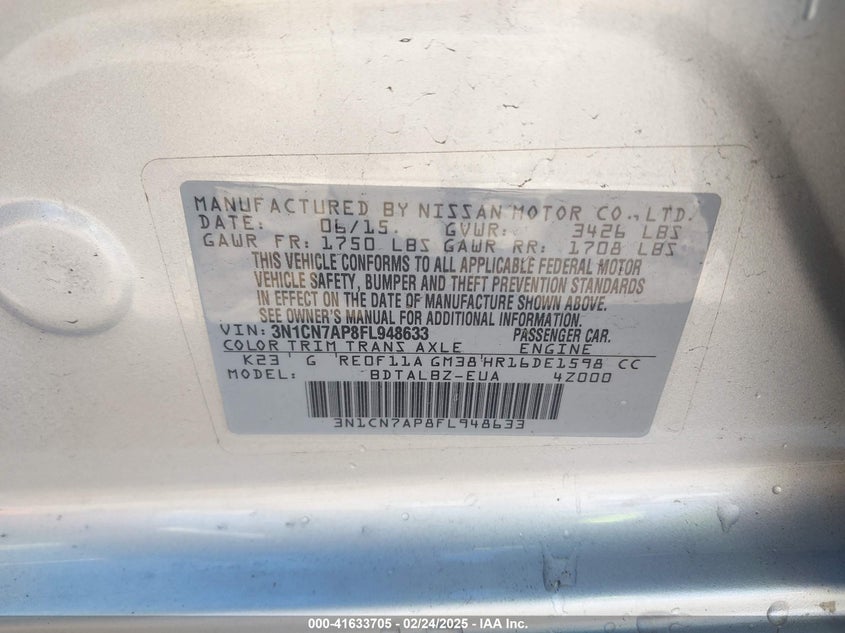 MANUFACTURED BY NISSAN MOTOR CO., LTD.
DATE: 06/15. GVWR: 3426 LBS
GAWR FR: 1750 LBS GAWR RR: 1708 LBS
THIS VEHICLE CONFORMS TO ALL APPLICABLE FEDERAL MOTOR
VEHICLE SAFETY, BUMPER AND THEFT PREVENTION STANDARDS
IN EFFECT ON THE DATE OF MANUFACTURE SHOWN ABOVE.
SEE OWNER'S MANUAL FOR ADDITIONAL INFORMATION.
VIN: 3N1CN7AP8FL948633 PASSENGER CAR.
COLOR TRIM TRANS AXLE ENGINE
K23 G RE0F11A GM38 HR16DE1598 CC
MODEL: BDTALBZ-EUA 4Z000
3N1CN7AP8FL948633
000-41633705 - 02/24/2025 - IAA Inc.